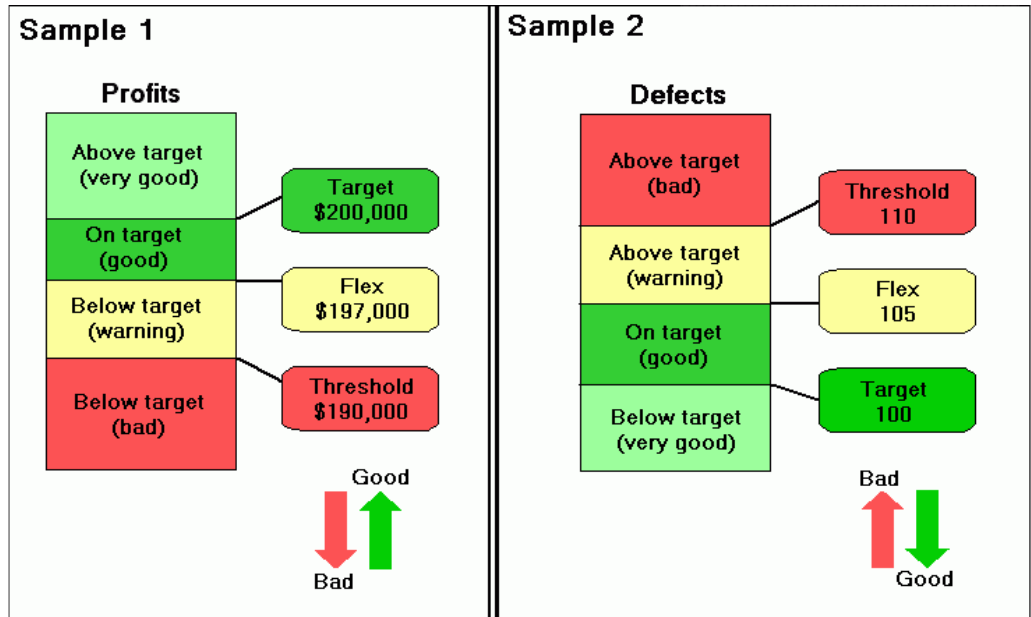 Sample 1
Profits
Above target
(very good)
Target
$200,000
On target
(good)
Flex
$197,000
Below target
(warning)
Threshold
$190,000
Below target
(bad)
Good
Bad
Sample 2
Defects
Above target
(bad)
Threshold
110
Above target
(warning)
Flex
105
On target
(good)
Target
100
Below target
(very good)
Bad
Good